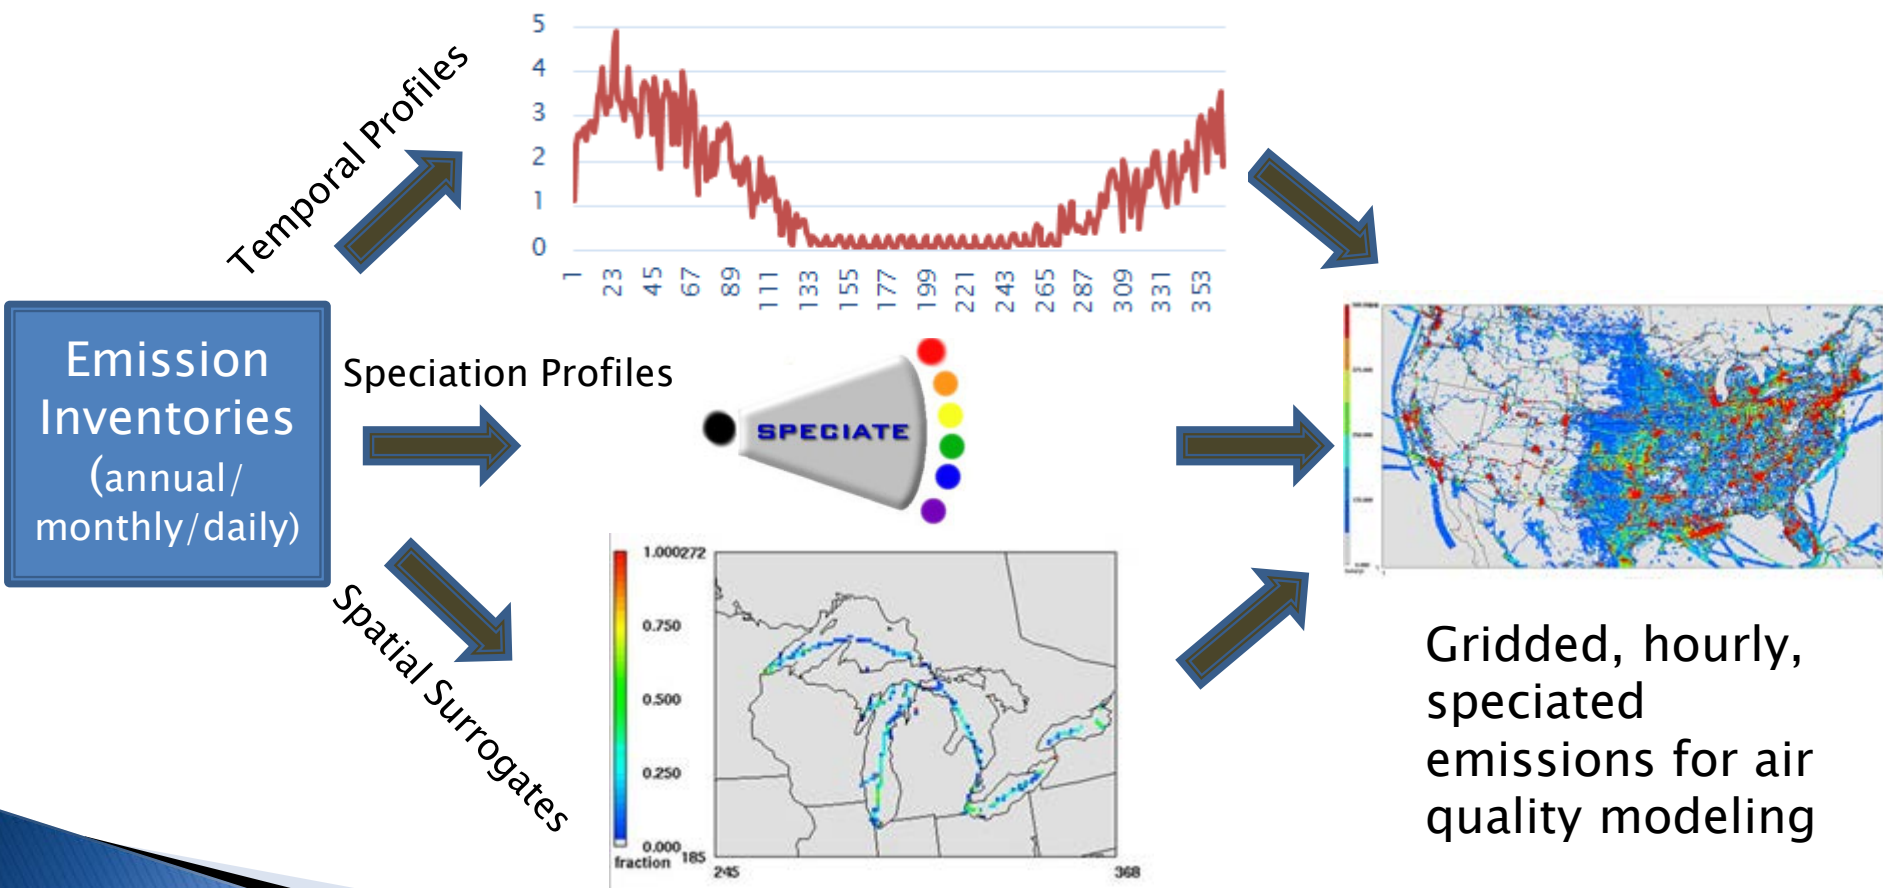 Temporal Profiles
5
4
3
2
1
0
1
23
45
67
89
111
133
155
177
199
221
243
265
287
309
331
353
Emission
Inventories
(annual/
monthly/daily)
Speciation Profiles
SPECIATE
Spatial Surrogates
1.000
0.750
0.500
0.250
0.000
fraction
272
185
245
368
Gridded, hourly,
speciated
emissions for air
quality modeling